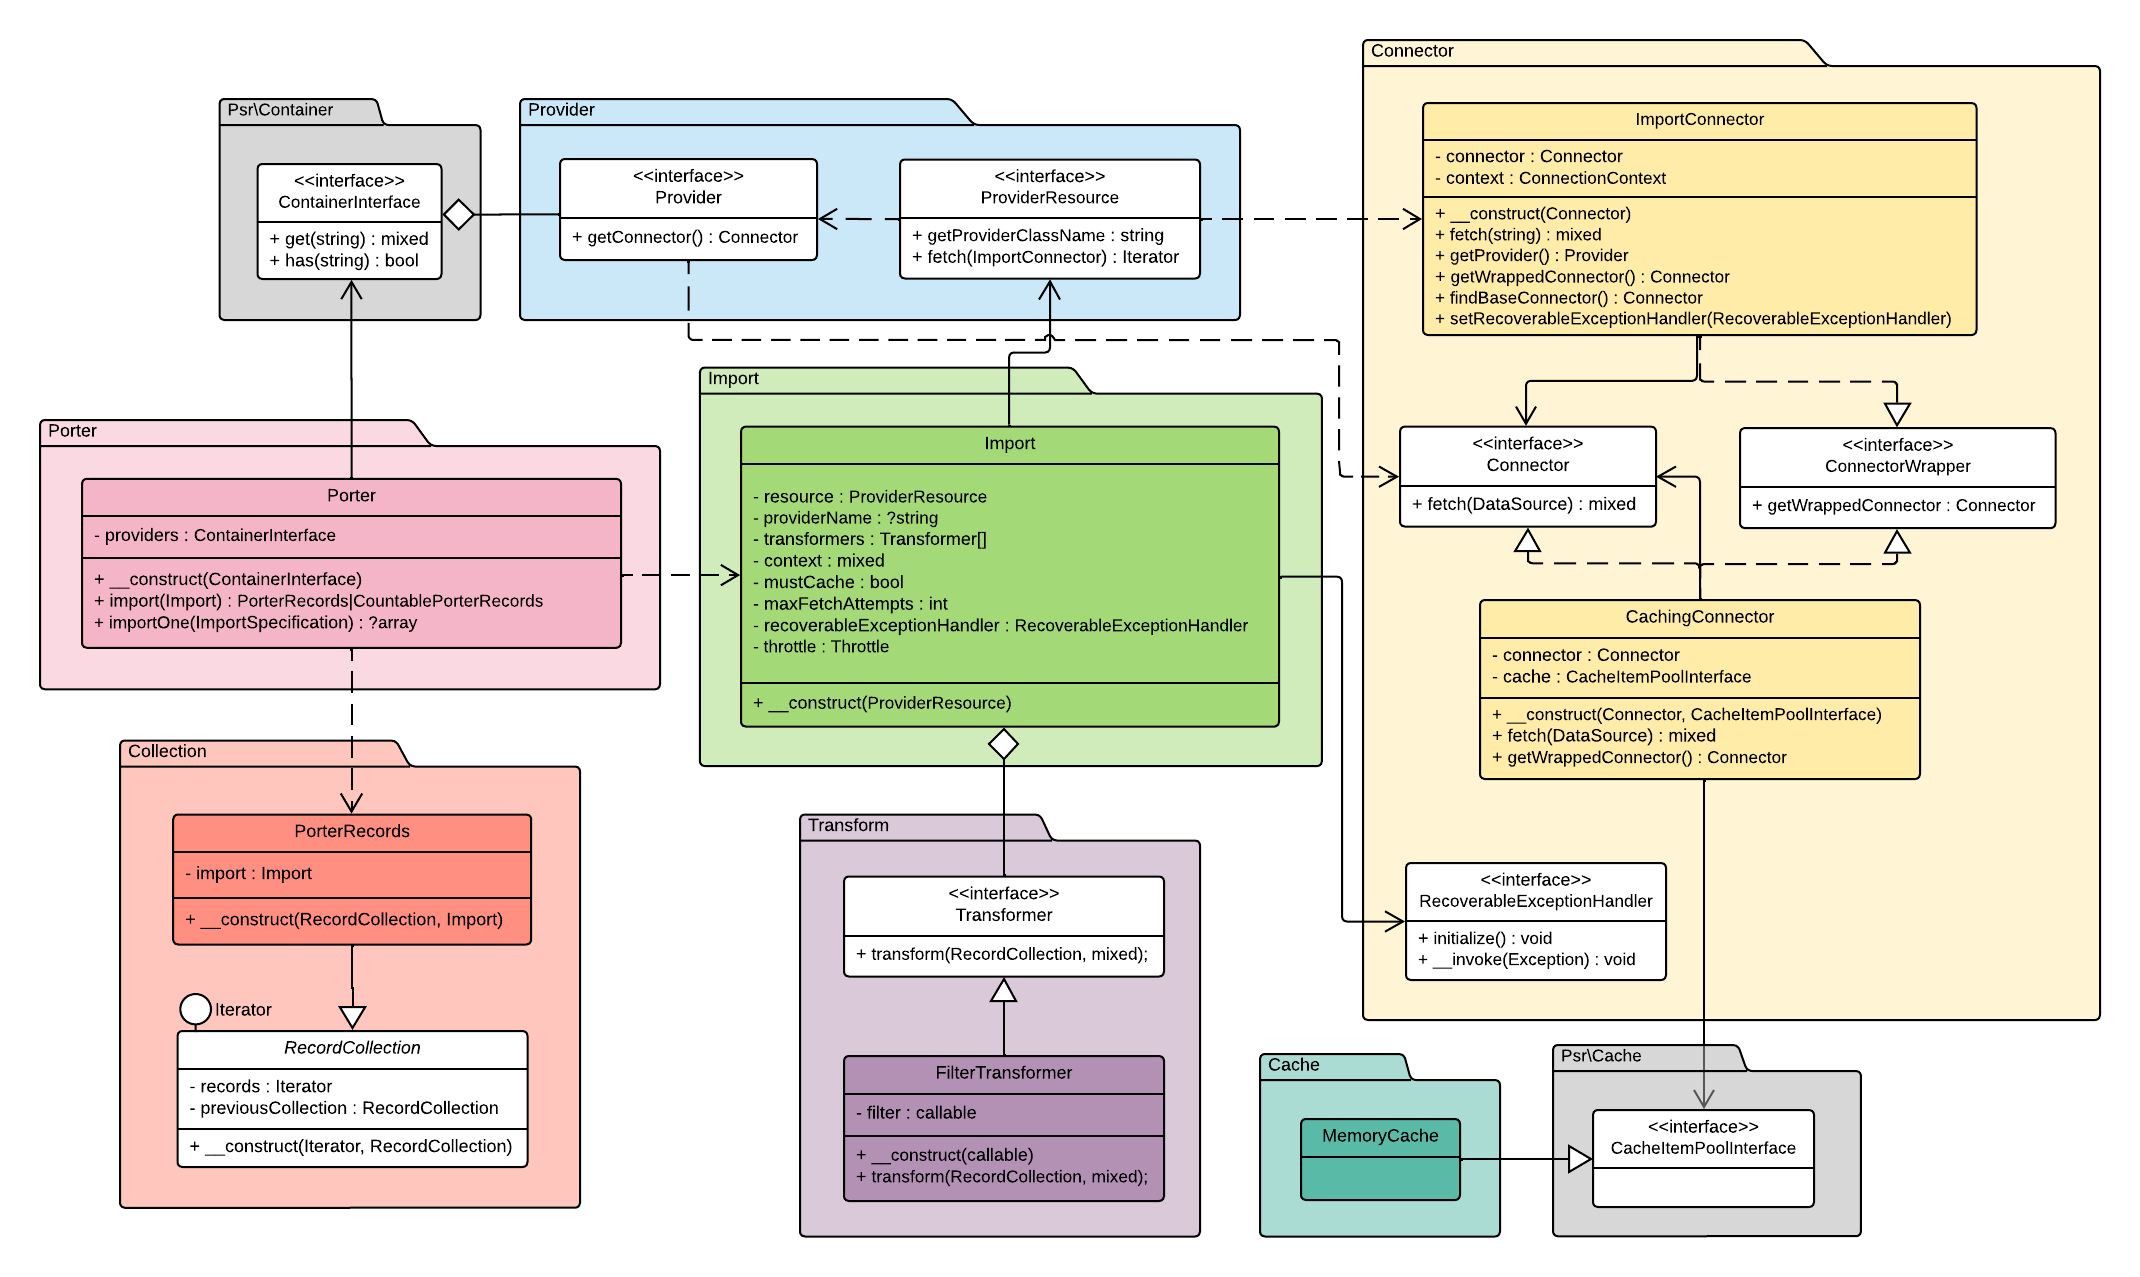 Connector
ImportConnector
- connector : Connector
- context : ConnectionContext
+ __construct(Connector)
+ fetch(string) : mixed
+ getProvider() : Provider
+ getWrappedConnector() : Connector
+ findBaseConnector() : Connector
+ setRecoverableExceptionHandler(RecoverableExceptionHandler)
Psr\Container
<<interface>>
ContainerInterface
+ get(string) : mixed
+ has(string) : bool
Provider
<<interface>>
Provider
+ getConnector() : Connector
<<interface>>
ProviderResource
+ getProviderClassName : string
+ fetch(ImportConnector) : Iterator
Import
Import
- resource : ProviderResource
- providerName : ?string
- transformers : Transformer[]
- context : mixed
- mustCache : bool
- maxFetchAttempts : int
- recoverableExceptionHandler : RecoverableExceptionHandler
- throttle : Throttle
+ __construct(ProviderResource)
Porter
Porter
- providers : ContainerInterface
+ __construct(ContainerInterface)
+ import(Import) : PorterRecords|CountablePorterRecords
+ importOne(ImportSpecification) : ?array
<<interface>>
Connector
+ fetch(DataSource) : mixed
<<interface>>
ConnectorWrapper
+ getWrappedConnector : Connector
CachingConnector
- connector : Connector
- cache : CacheItemPoolInterface
+ __construct(Connector, CacheItemPoolInterface)
+ fetch(DataSource) : mixed
+ getWrappedConnector() : Connector
Collection
PorterRecords
- import : Import
+ __construct(RecordCollection, Import)
Iterator
RecordCollection
- records : Iterator
- previousCollection : RecordCollection
+ __construct(Iterator, RecordCollection)
Transform
<<interface>>
Transformer
+ transform(RecordCollection, mixed);
FilterTransformer
- filter : callable
+ __construct(callable)
+ transform(RecordCollection, mixed);
<<interface>>
RecoverableExceptionHandler
+ initialize() : void
+ __invoke(Exception) : void
Cache
MemoryCache
Psr\Cache
<<interface>>
CacheItemPoolInterface